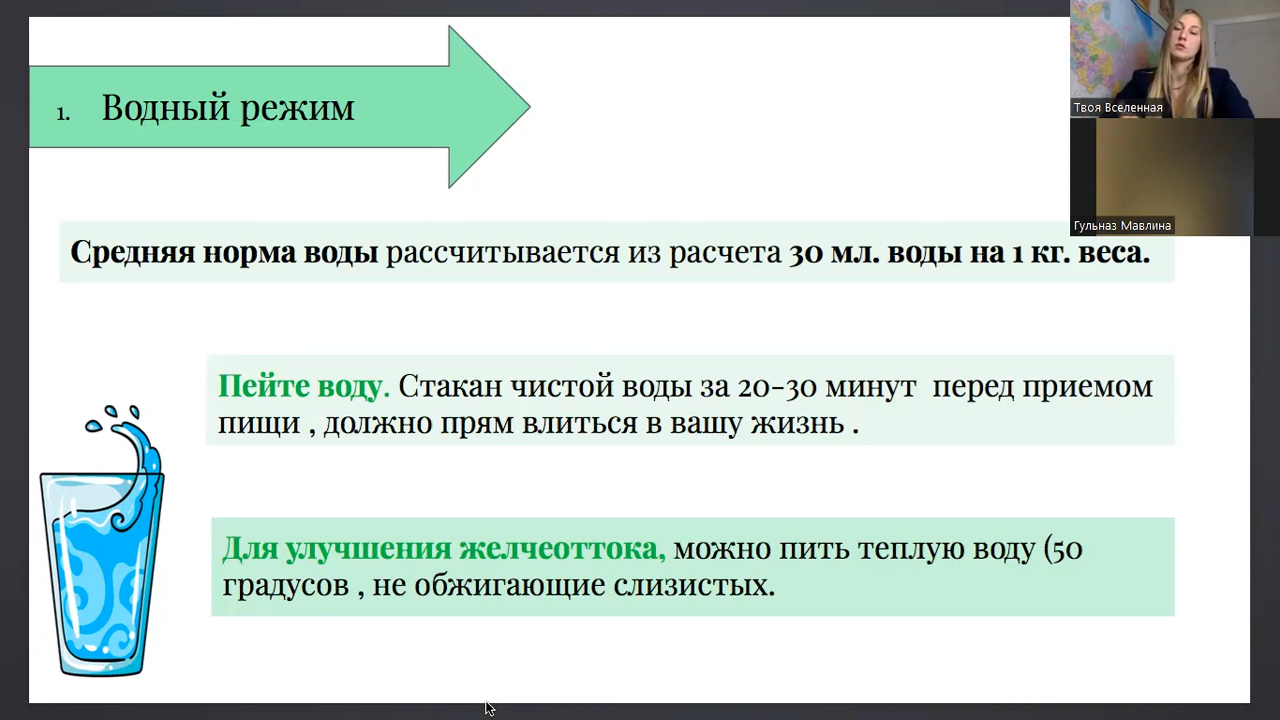 1. Водный режим
Твоя Вселенная
Гульназ Мавлина
Средняя норма воды рассчитывается из расчета 30 мл. воды на 1 кг. веса.
Пейте воду. Стакан чистой воды за 20-30 минут  перед приемом
пищи , должно прям влиться в вашу жизнь .
Для улучшения желчеоттока, можно пить теплую воду (50
градусов , не обжигающие слизистых.